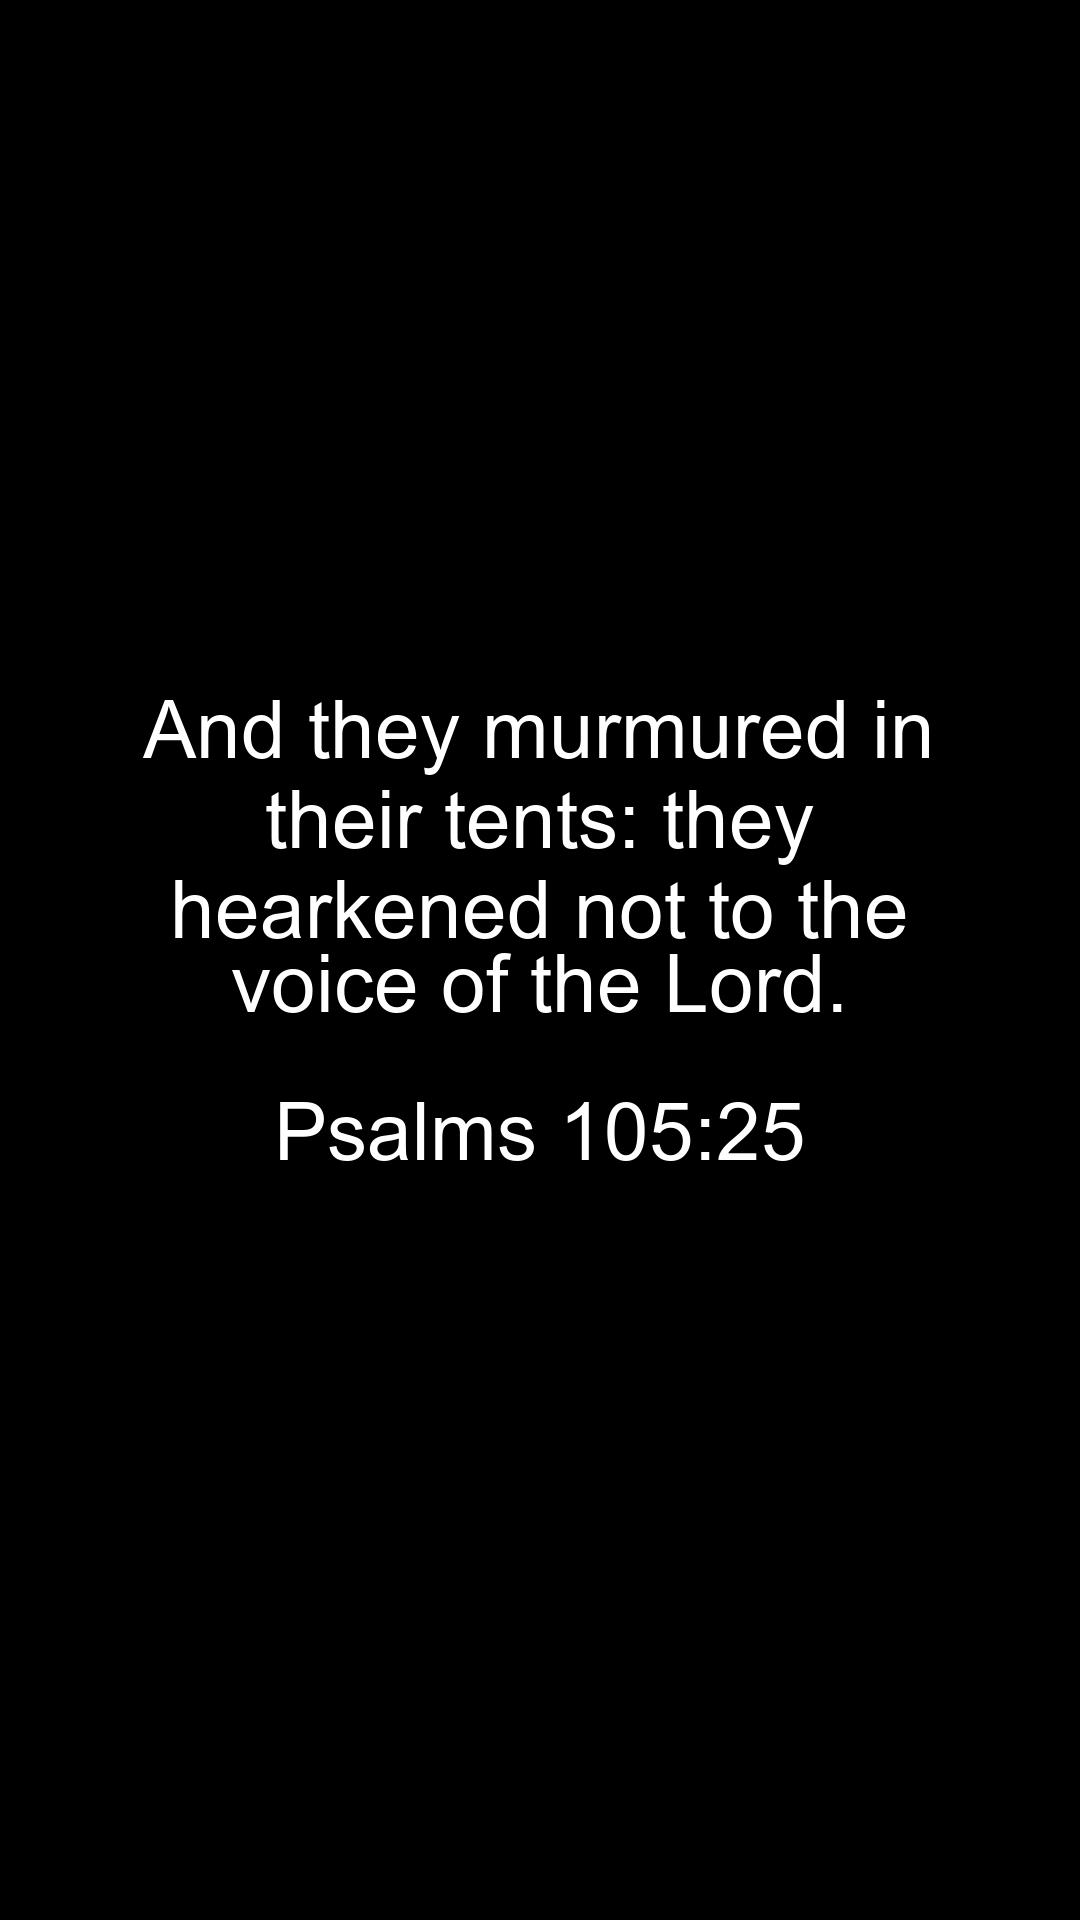 And they murmured in
their tents: they
hearkened not to the
voice of the Lord.
Psalms 105:25